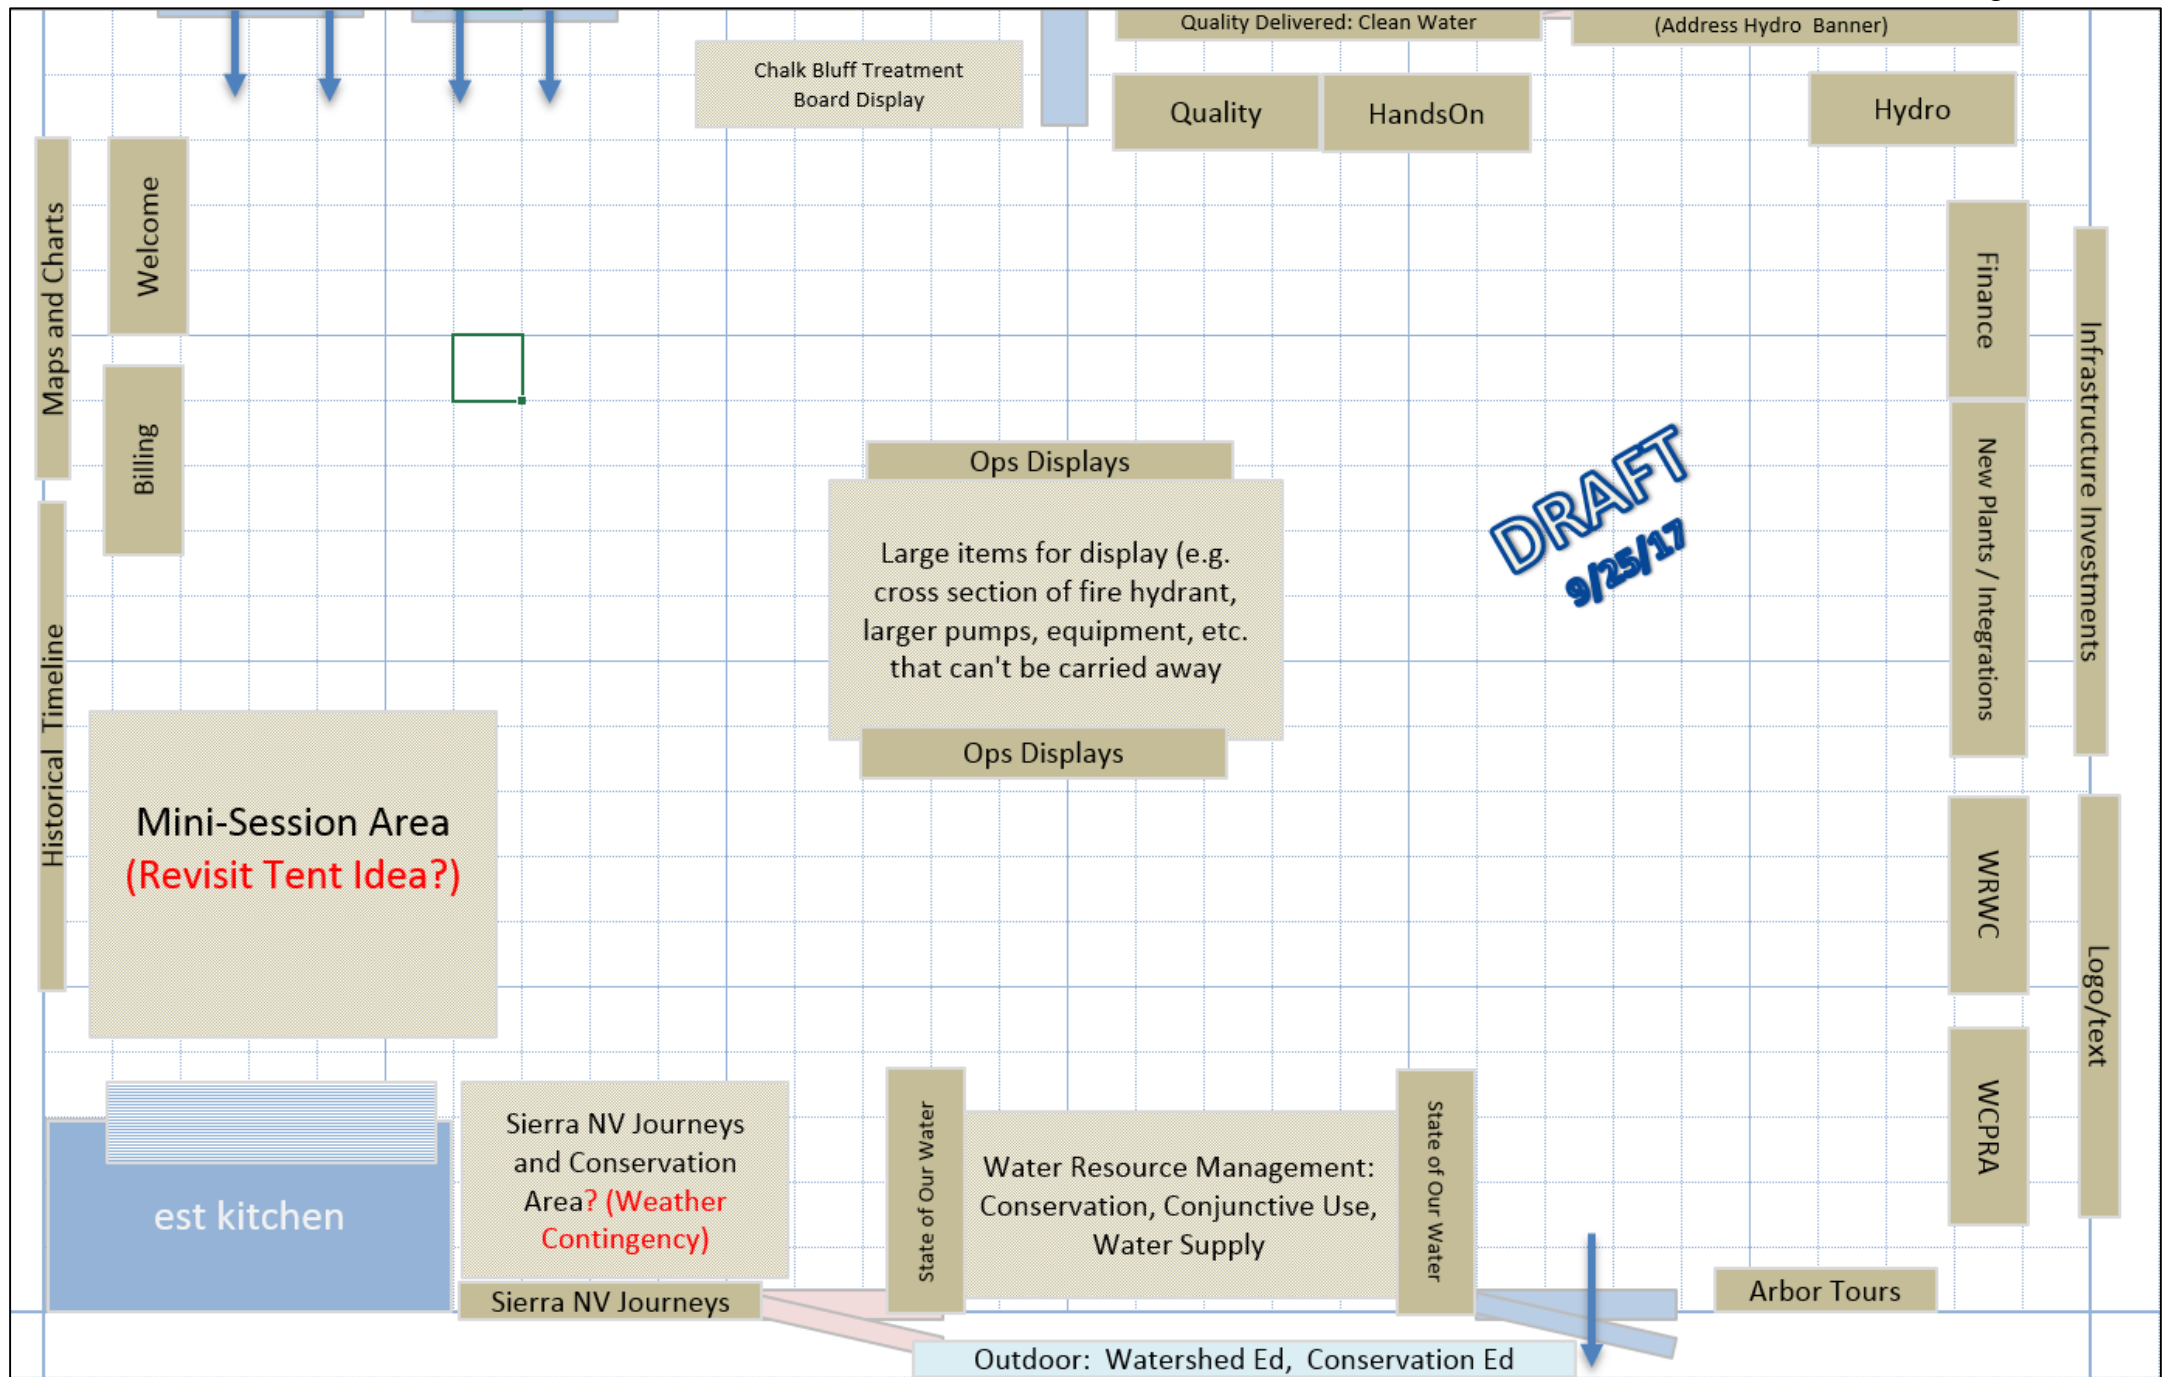 Quality Delivered: Clean Water
(Address Hydro  Banner)
Chalk Bluff Treatment
Board Display
Quality
HandsOn
Hydro
Maps and Charts
Welcome
Billing
Finance
Infrastructure Investments
New Plants / Integrations
Ops Displays
Large items for display (e.g.
cross section of fire hydrant,
larger pumps, equipment, etc.
that can't be carried away
Ops Displays
DRAFT
9/25/17
Historical  Timeline
Mini-Session Area
(Revisit Tent Idea?)
WRWC
Logo/text
WCPRA
est kitchen
Sierra NV Journeys
and Conservation
Area? (Weather
Contingency)
Sierra NV Journeys
State of Our Water
Water Resource Management:
Conservation, Conjunctive Use,
Water Supply
State of Our Water
Arbor Tours
Outdoor:  Watershed Ed,  Conservation Ed